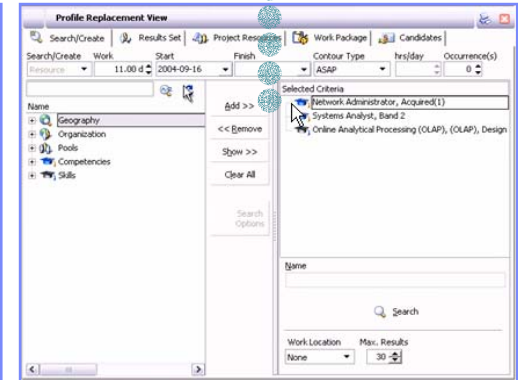 Profile Replacement View
Search/Create Results Set Project Resources Work Package Candidates
Search/Create Work Start Finish Contour Type hrs/day Occurrence(s)
Resource 11.00 d 2004-09-16 ASAP 0
Selected Criteria
Name
Geography
Organization
Pools
Competencies
Skills
Add >>
<< Remove
Show >>
Clear All
Search
Options
Network Administrator, Acquired(1)
Systems Analyst, Band 2
Online Analytical Processing (OLAP), (OLAP), Design
Name
Search
Work Location Max. Results
None 30